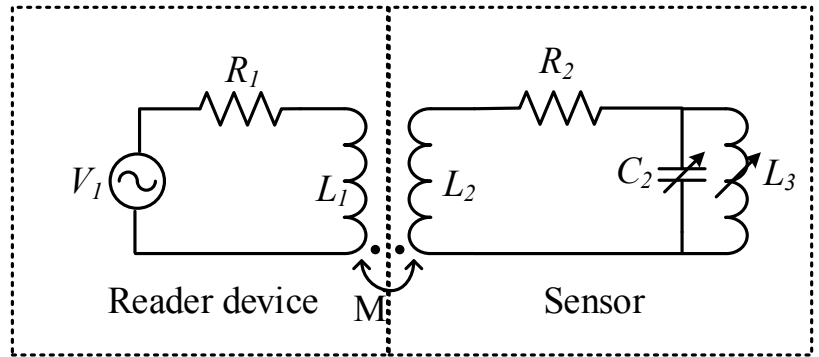 R1
R2
V1
L1
L2
C2
L3
Reader device
M
Sensor